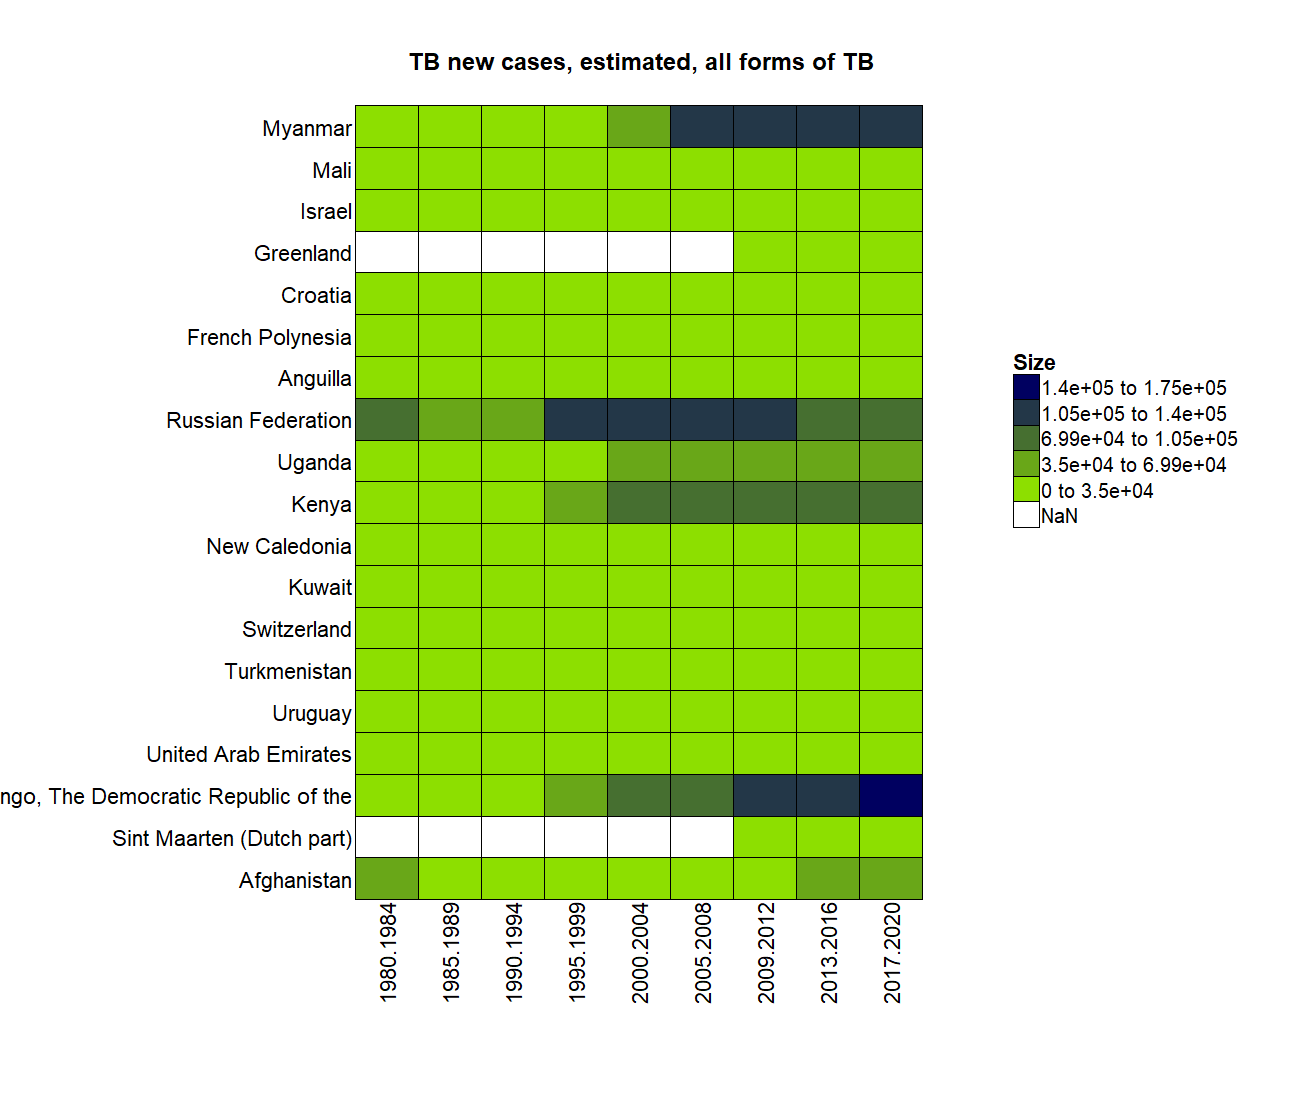 TB new cases, estimated, all forms of TB
Myanmar
Mali
Israel
Greenland
Croatia
French Polynesia
Anguilla
Russian Federation
Uganda
Kenya
New Caledonia
Kuwait
Switzerland
Turkmenistan
Uruguay
United Arab Emirates
ngo, The Democratic Republic of the
Sint Maarten (Dutch part)
Afghanistan
1980.1984
1985.1989
1990.1994
1995.1999
2000.2004
2005.2008
2009.2012
2013.2016
2017.2020
Size
1.4e+05 to 1.75e+05
1.05e+05 to 1.4e+05
6.99e+04 to 1.05e+05
3.5e+04 to 6.99e+04
0 to 3.5e+04
NaN